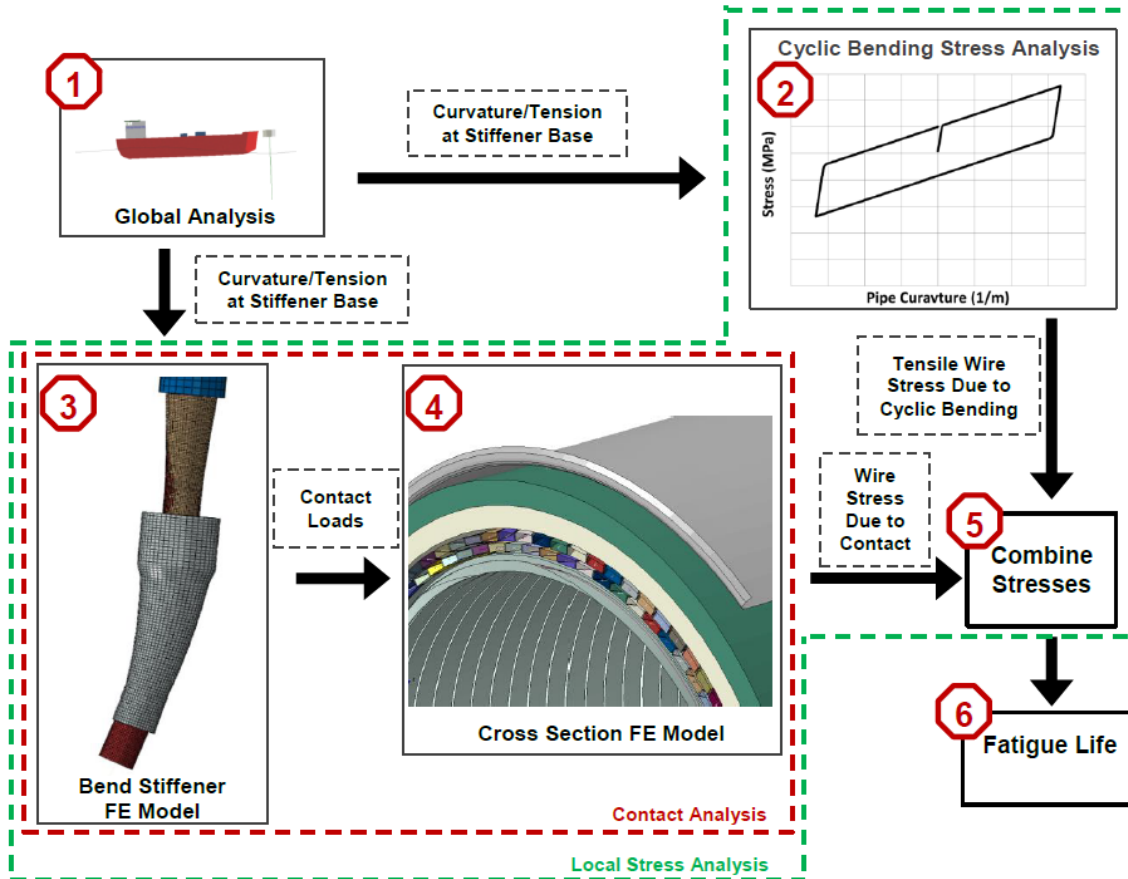 1
Global Analysis
Curvature/Tension
at Stiffener Base
Cyclic Bending Stress Analysis
2
Stress (MPa)
Pipe Curavture (1/m)
Curvature/Tension
at Stiffener Base
3
Bend Stiffener
FE Model
Contact
Loads
4
Cross Section FE Model
Contact Analysis
Local Stress Analysis
Tensile Wire
Stress Due to
Cyclic Bending
Wire
Stress
Due to
Contact
5
Combine
Stresses
6
Fatigue Life